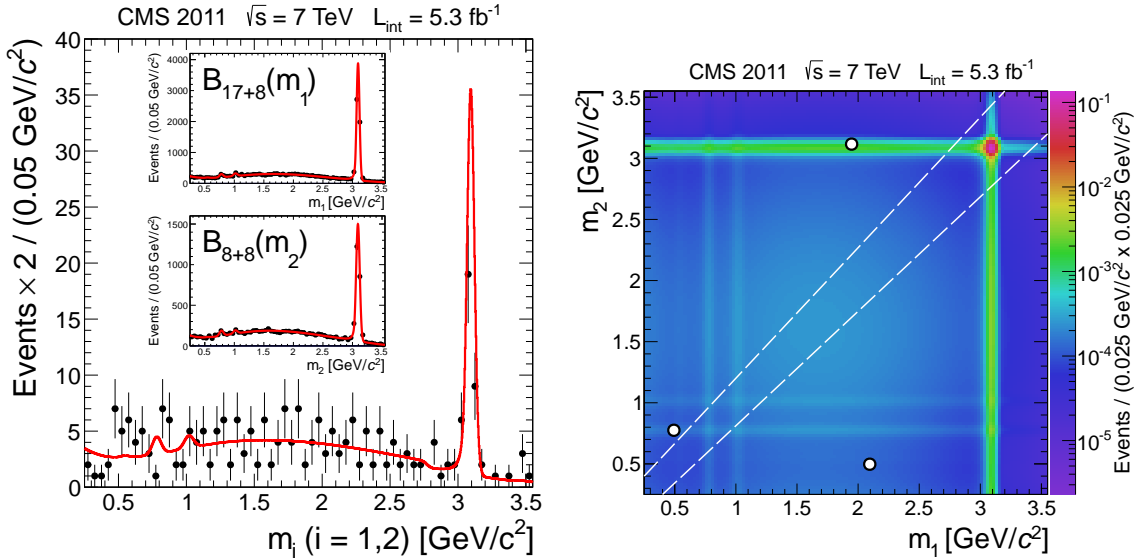 CMS 2011 √s = 7 TeV L_int = 5.3 fb⁻¹
Events × 2 / (0.05 GeV/c²)
40
35
30
25
20
15
10
5
0
0.5 1 1.5 2 2.5 3 3.5
m_i (i = 1,2) [GeV/c²]
B_17+8(m_1)
Events / (0.05 GeV/c²)
4000
3000
2000
1000
0
0.5 1 1.5 2 2.5 3 3.5
m_1 [GeV/c²]
B_8+8(m_2)
Events / (0.05 GeV/c²)
1500
1000
500
0
0.5 1 1.5 2 2.5 3 3.5
m_2 [GeV/c²]
CMS 2011 √s = 7 TeV L_int = 5.3 fb⁻¹
m_2 [GeV/c²]
3.5
3
2.5
2
1.5
1
0.5
0.5 1 1.5 2 2.5 3 3.5
m_1 [GeV/c²]
10⁻¹
10⁻²
10⁻³
10⁻⁴
10⁻⁵
Events / (0.025 GeV/c² x 0.025 GeV/c²)